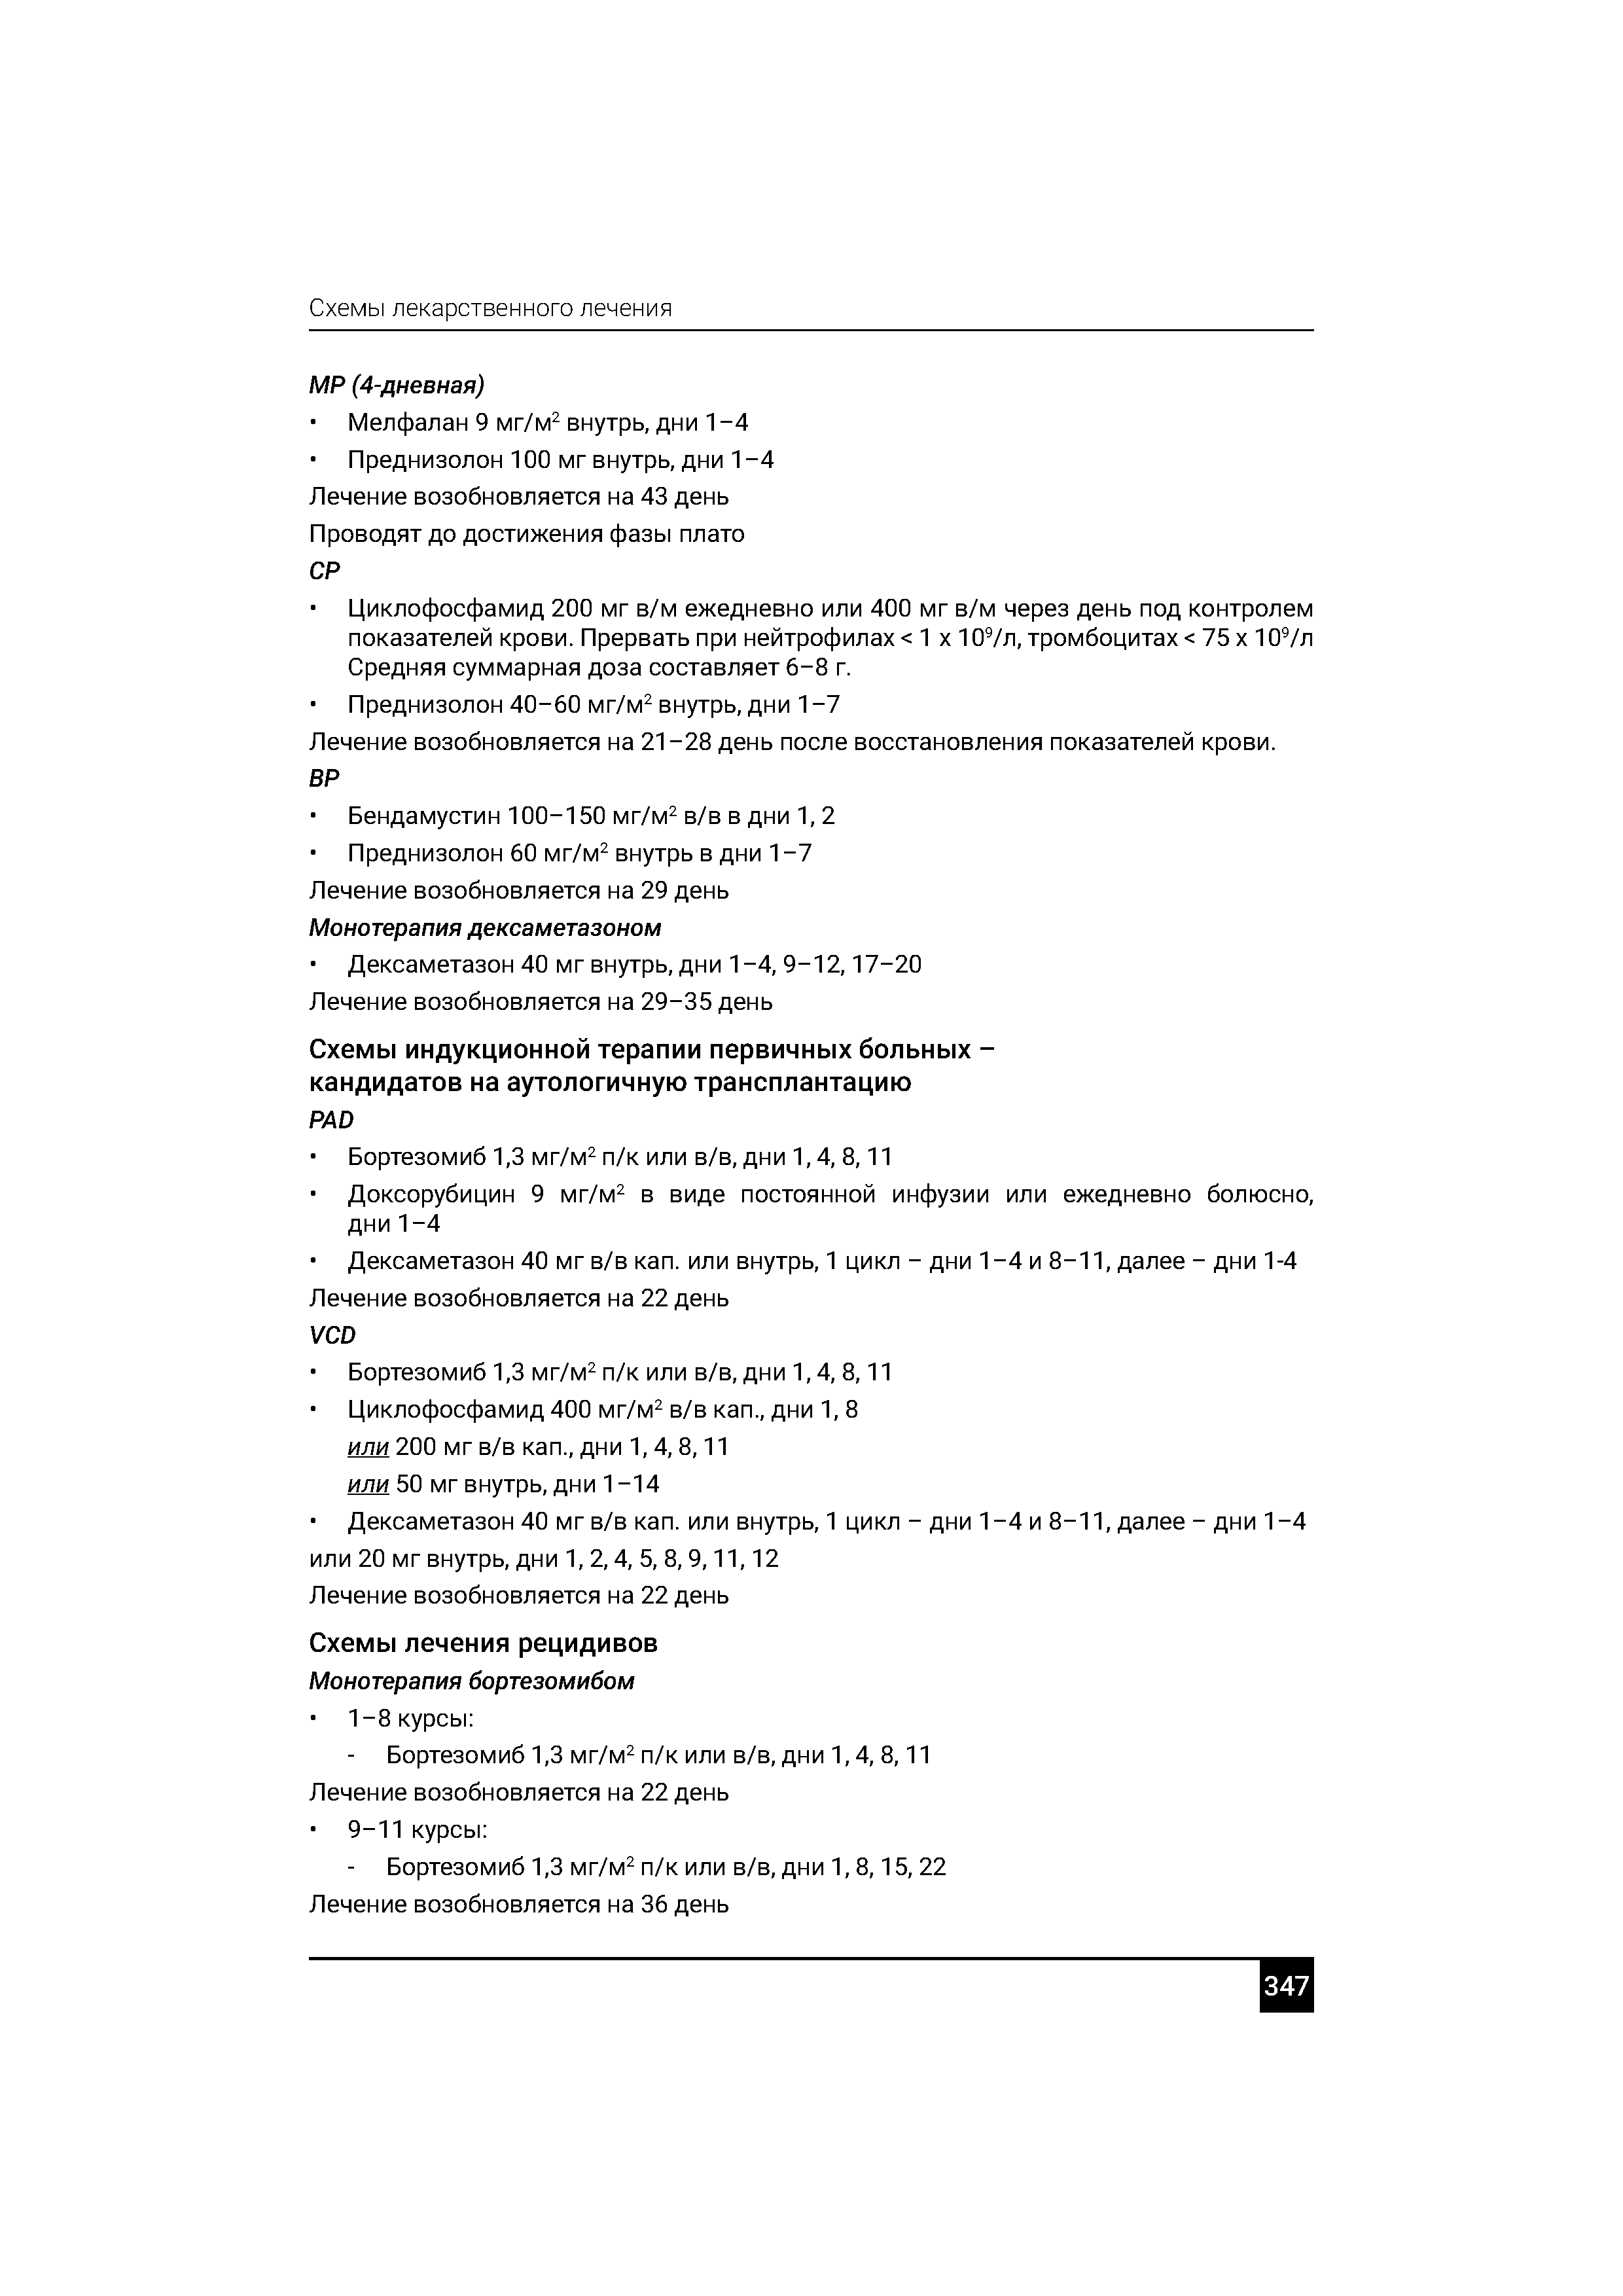 Схемы лекарственного лечения
MP (4-дневная)
• Мелфалан 9 мг/м² внутрь, дни 1–4
• Преднизолон 100 мг внутрь, дни 1–4
Лечение возобновляется на 43 день
Проводят до достижения фазы плато
CP
• Циклофосфамид 200 мг в/м ежедневно или 400 мг в/м через день под контролем
показателей крови. Прервать при нейтрофилах < 1 х 10⁹/л, тромбоцитах < 75 х 10⁹/л
Средняя суммарная доза составляет 6–8 г.
• Преднизолон 40–60 мг/м² внутрь, дни 1–7
Лечение возобновляется на 21–28 день после восстановления показателей крови.
BP
• Бендамустин 100–150 мг/м² в/в в дни 1, 2
• Преднизолон 60 мг/м² внутрь в дни 1–7
Лечение возобновляется на 29 день
Монотерапия дексаметазоном
• Дексаметазон 40 мг внутрь, дни 1–4, 9–12, 17–20
Лечение возобновляется на 29–35 день
Схемы индукционной терапии первичных больных –
кандидатов на аутологичную трансплантацию
PAD
• Бортезомиб 1,3 мг/м² п/к или в/в, дни 1, 4, 8, 11
• Доксорубицин 9 мг/м² в виде постоянной инфузии или ежедневно болюсно,
дни 1–4
• Дексаметазон 40 мг в/в кап. или внутрь, 1 цикл – дни 1–4 и 8–11, далее – дни 1-4
Лечение возобновляется на 22 день
VCD
• Бортезомиб 1,3 мг/м² п/к или в/в, дни 1, 4, 8, 11
• Циклофосфамид 400 мг/м² в/в кап., дни 1, 8
или 200 мг в/в кап., дни 1, 4, 8, 11
или 50 мг внутрь, дни 1–14
• Дексаметазон 40 мг в/в кап. или внутрь, 1 цикл – дни 1–4 и 8–11, далее – дни 1–4
или 20 мг внутрь, дни 1, 2, 4, 5, 8, 9, 11, 12
Лечение возобновляется на 22 день
Схемы лечения рецидивов
Монотерапия бортезомибом
• 1–8 курсы:
- Бортезомиб 1,3 мг/м² п/к или в/в, дни 1, 4, 8, 11
Лечение возобновляется на 22 день
• 9–11 курсы:
- Бортезомиб 1,3 мг/м² п/к или в/в, дни 1, 8, 15, 22
Лечение возобновляется на 36 день
347